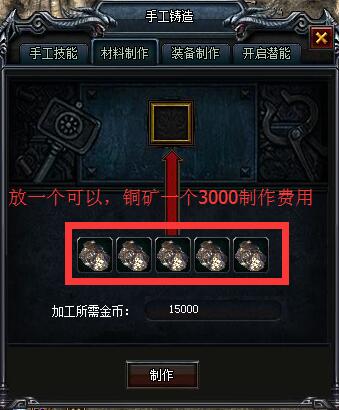 手工铸造
手工技能 材料制作 装备制作 开启潜能
放一个可以，铜矿一个3000制作费用
加工所需金币： 15000
制作